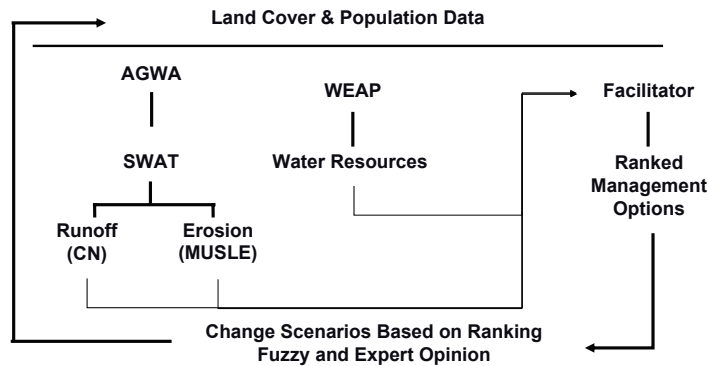 Land Cover & Population Data
AGWA
WEAP
Facilitator
SWAT
Water Resources
Ranked
Management
Options
Runoff
(CN)
Erosion
(MUSLE)
Change Scenarios Based on Ranking
Fuzzy and Expert Opinion